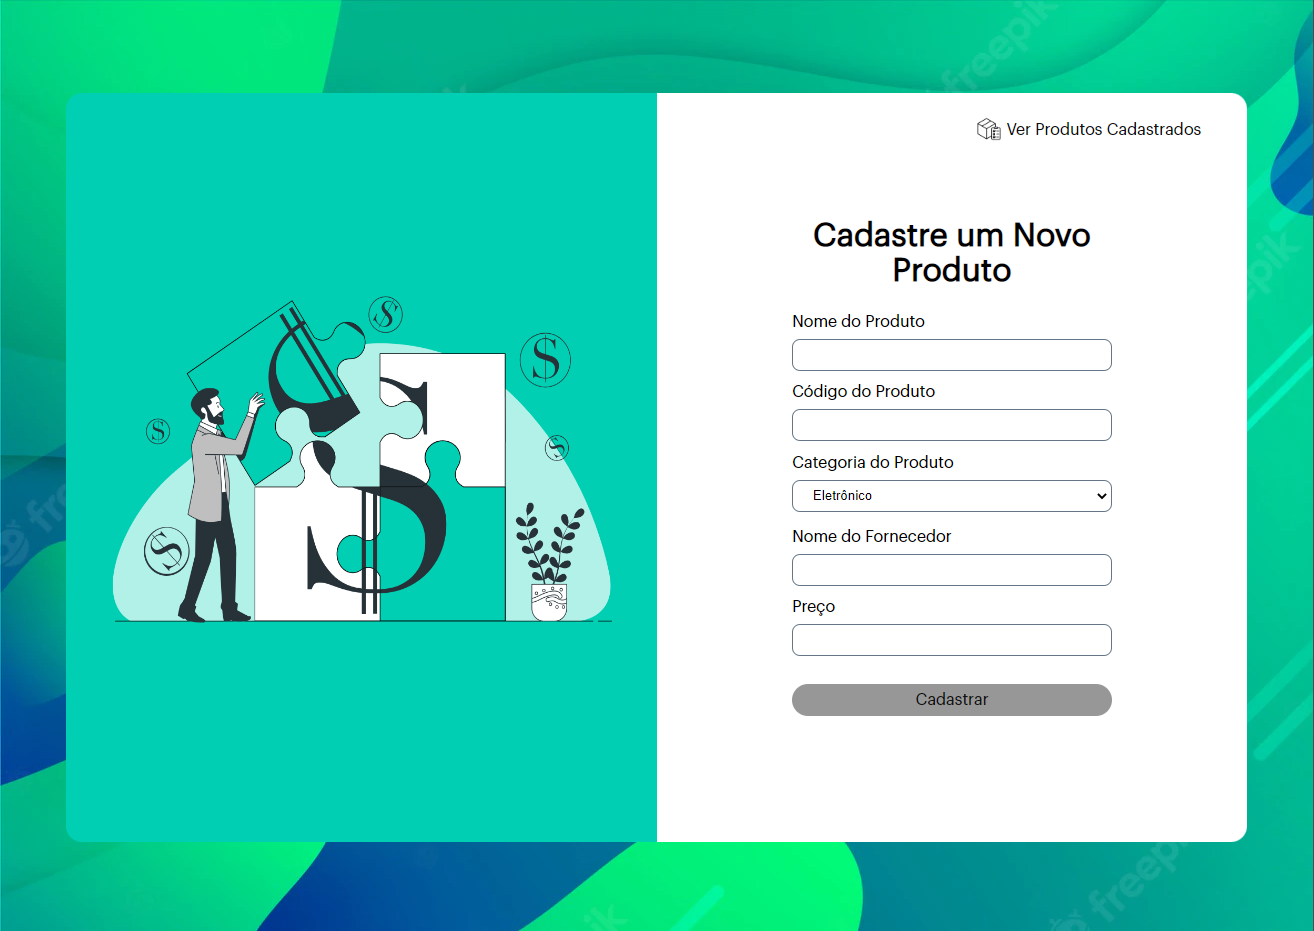 freepik
Ver Produtos Cadastrados
Cadastre um Novo
Produto
Nome do Produto
Código do Produto
Categoria do Produto
Eletrônico
Nome do Fornecedor
Preço
Cadastrar
freepik